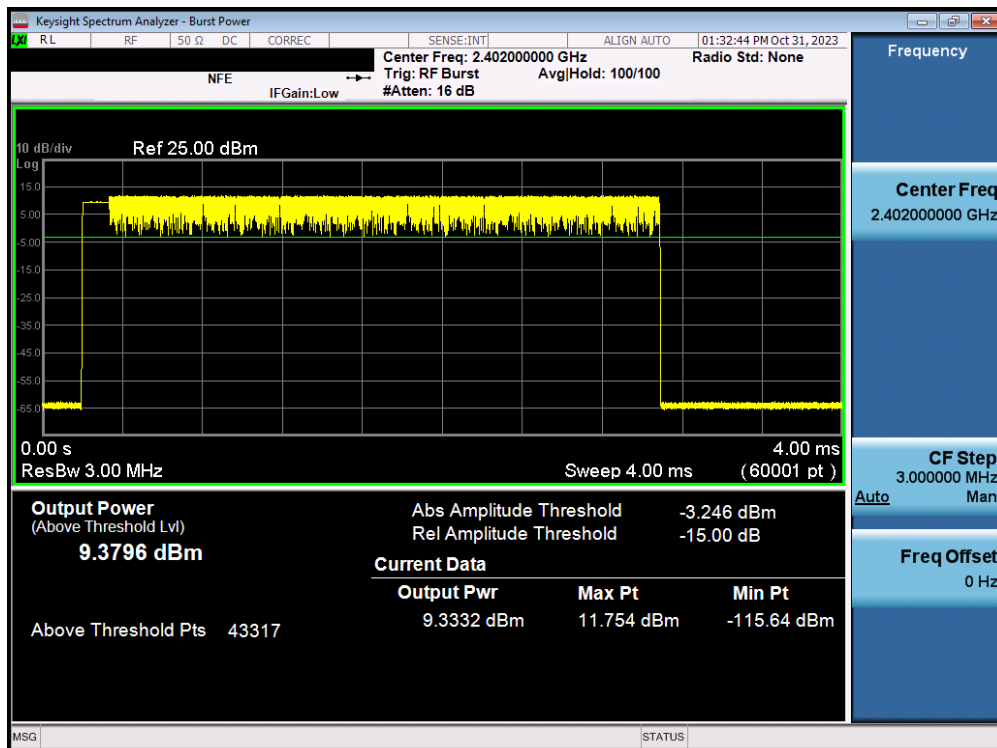 Keysight Spectrum Analyzer - Burst Power
LXI RL RF 50 Ω DC CORREC SENSE:INT ALIGN AUTO 01:32:44 PM Oct 31, 2023
Center Freq: 2.402000000 GHz Radio Std: None
NFE Trig: RF Burst Avg|Hold: 100/100
IFGain:Low #Atten: 16 dB
10 dB/div Ref 25.00 dBm
Log
15.0
5.00
-5.00
-15.0
-25.0
-35.0
-45.0
-55.0
-65.0
0.00 s 4.00 ms
ResBw 3.00 MHz Sweep 4.00 ms (60001 pt )
Output Power
(Above Threshold Lvl)
9.3796 dBm
Above Threshold Pts 43317
Abs Amplitude Threshold -3.246 dBm
Rel Amplitude Threshold -15.00 dB
Current Data
Output Pwr Max Pt Min Pt
9.3332 dBm 11.754 dBm -115.64 dBm
Frequency
Center Freq
2.402000000 GHz
CF Step
3.000000 MHz
Auto Man
Freq Offset
0 Hz
MSG STATUS